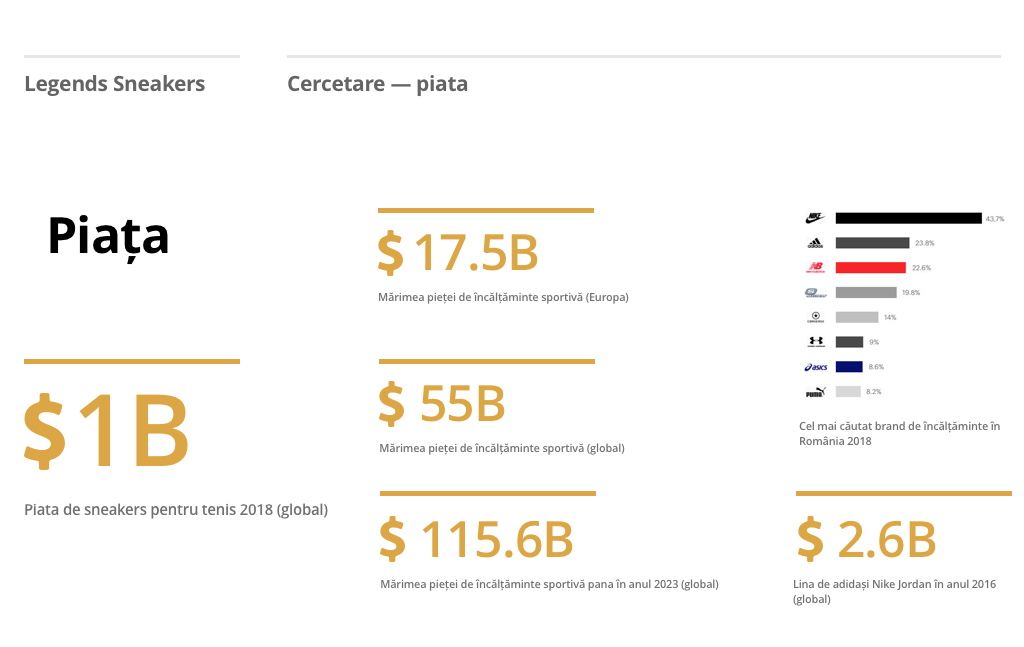 Legends Sneakers
Cercetare — piata
Piața
$1B
Piata de sneakers pentru tenis 2018 (global)
$ 17.5B
Mărimea pieței de încălțăminte sportivă (Europa)
$ 55B
Mărimea pieței de încălțăminte sportivă (global)
$ 115.6B
Mărimea pieței de încălțăminte sportivă pana în anul 2023 (global)
NIKE 43,7%
adidas 23.8%
NB 22.6%
19.8%
14%
9%
asics 8.6%
PUMA 8.2%
Cel mai căutat brand de încălțăminte în
România 2018
$ 2.6B
Lina de adidași Nike Jordan în anul 2016
(global)